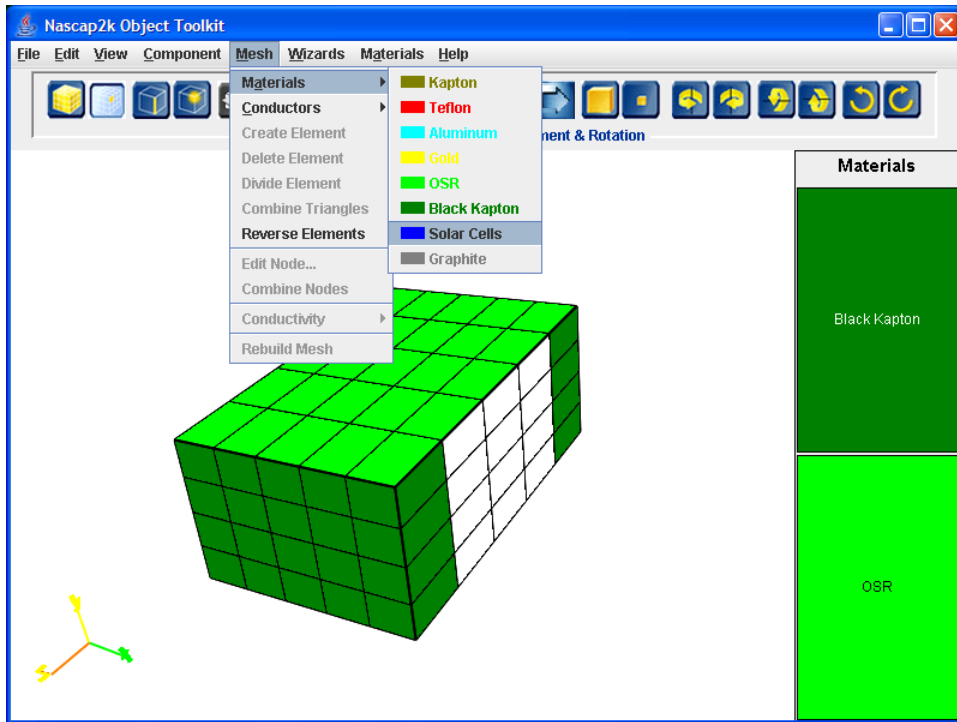 Nascap2k Object Toolkit
File Edit View Component Mesh Wizards Materials Help
Materials
Conductors
Create Element
Delete Element
Divide Element
Combine Triangles
Reverse Elements
Edit Node...
Combine Nodes
Conductivity
Rebuild Mesh
Kapton
Teflon
Aluminum
Gold
OSR
Black Kapton
Solar Cells
Graphite
ment & Rotation
Materials
Black Kapton
OSR